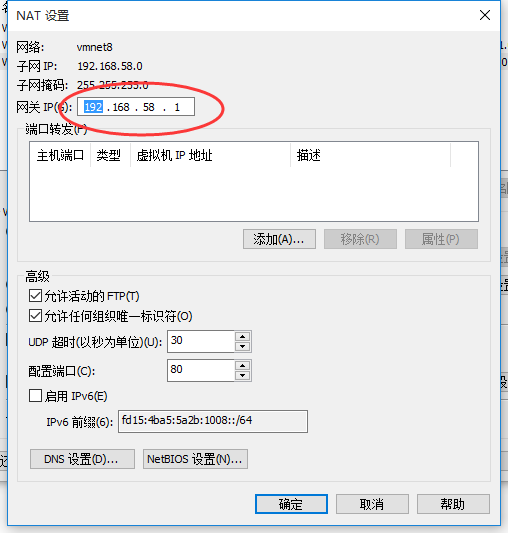 NAT 设置
网络: vmnet8
子网 IP: 192.168.58.0
子网掩码: 255.255.255.0
网关 IP(G): 192 . 168 . 58 . 1
端口转发(F)
主机端口 类型 虚拟机 IP 地址 描述
添加(A)... 移除(R) 属性(P)
高级
允许活动的 FTP(T)
允许任何组织唯一标识符(O)
UDP 超时(以秒为单位)(U): 30
配置端口(C): 80
启用 IPv6(E)
IPv6 前缀(6): fd15:4ba5:5a2b:1008::/64
DNS 设置(D)... NetBIOS 设置(N)...
确定 取消 帮助